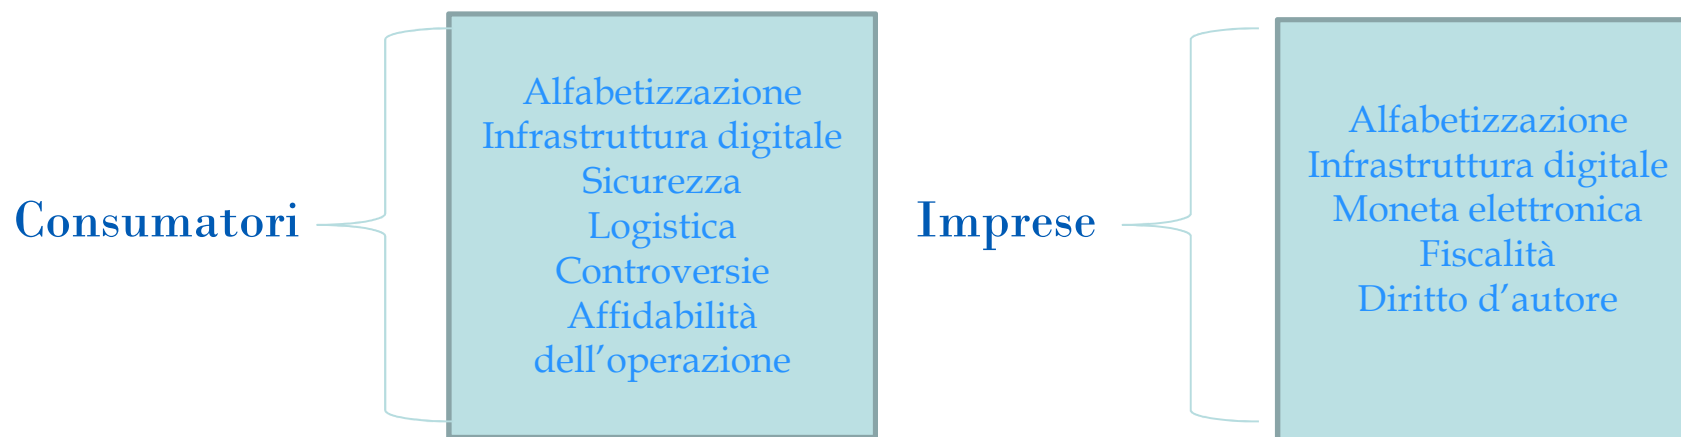 Consumatori
Alfabetizzazione
Infrastruttura digitale
Sicurezza
Logistica
Controversie
Affidabilità
dell’operazione
Imprese
Alfabetizzazione
Infrastruttura digitale
Moneta elettronica
Fiscalità
Diritto d’autore